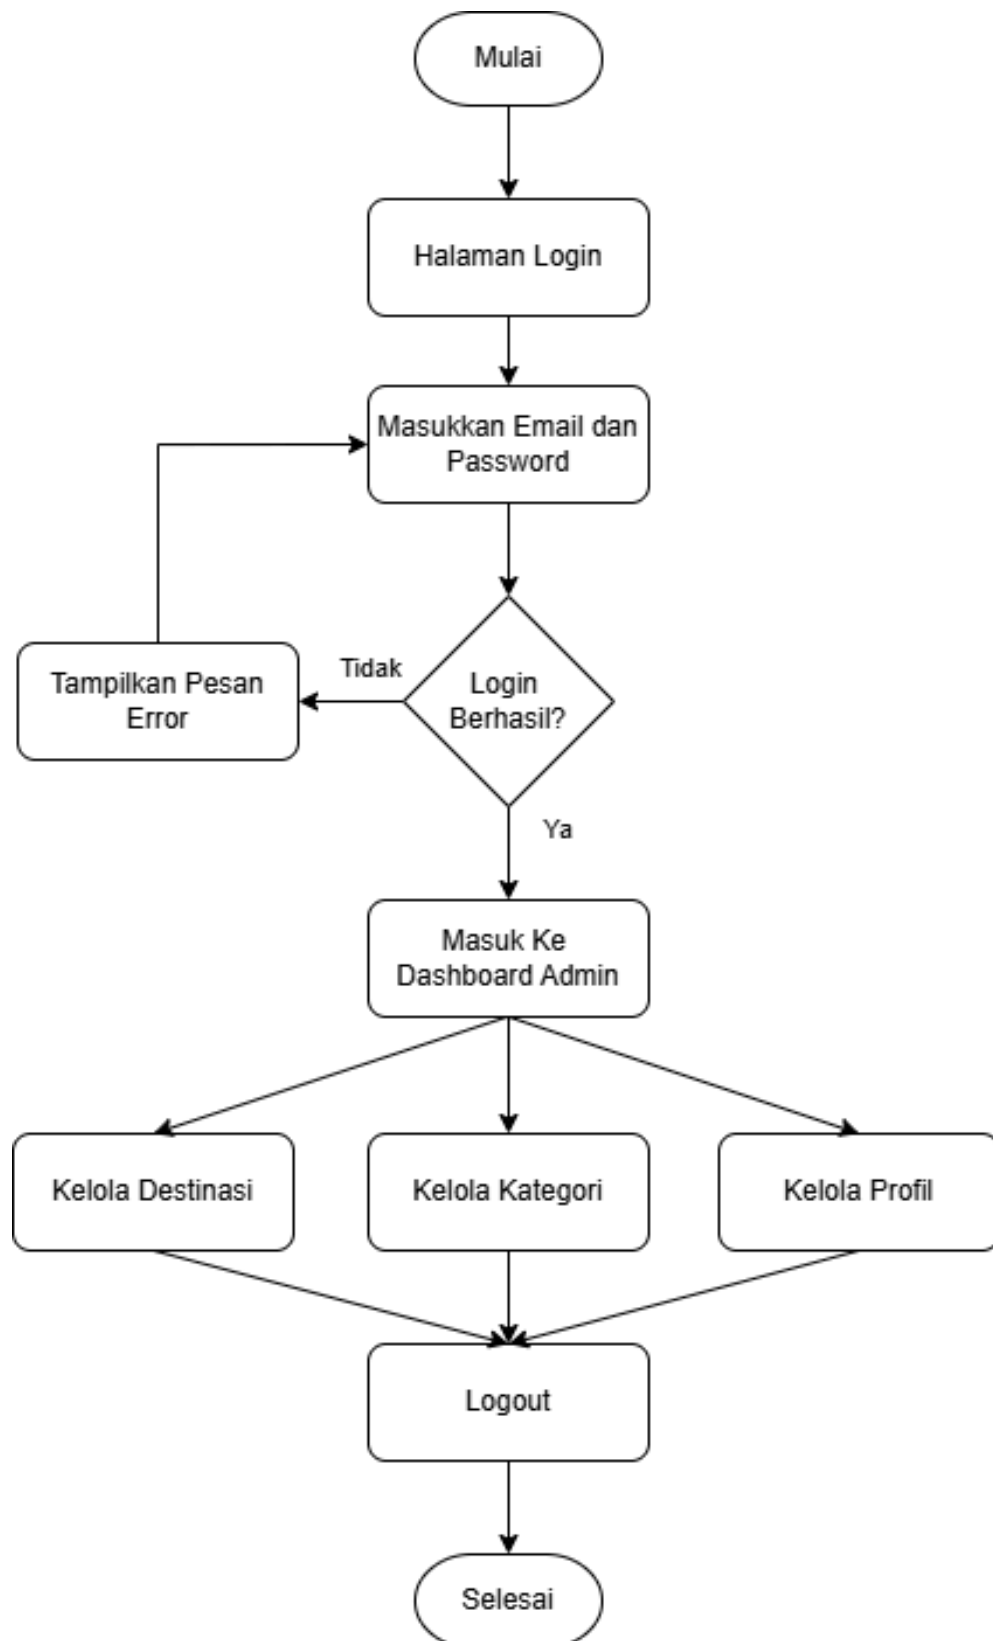 Mulai
Halaman Login
Masukkan Email dan
Password
Login
Berhasil?
Tidak
Tampilkan Pesan
Error
Ya
Masuk Ke
Dashboard Admin
Kelola Destinasi
Kelola Kategori
Kelola Profil
Logout
Selesai